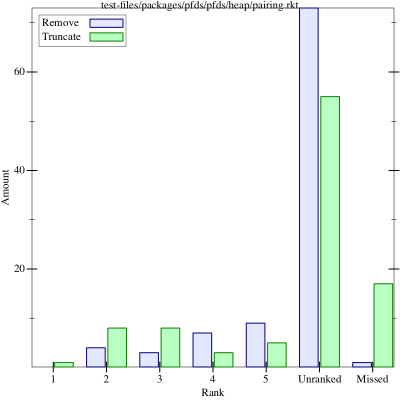 test-files/packages/pfds/pfds/heap/pairing.rkt
Remove
Truncate
60
40
20
Amount
1 2 3 4 5 Unranked Missed
Rank